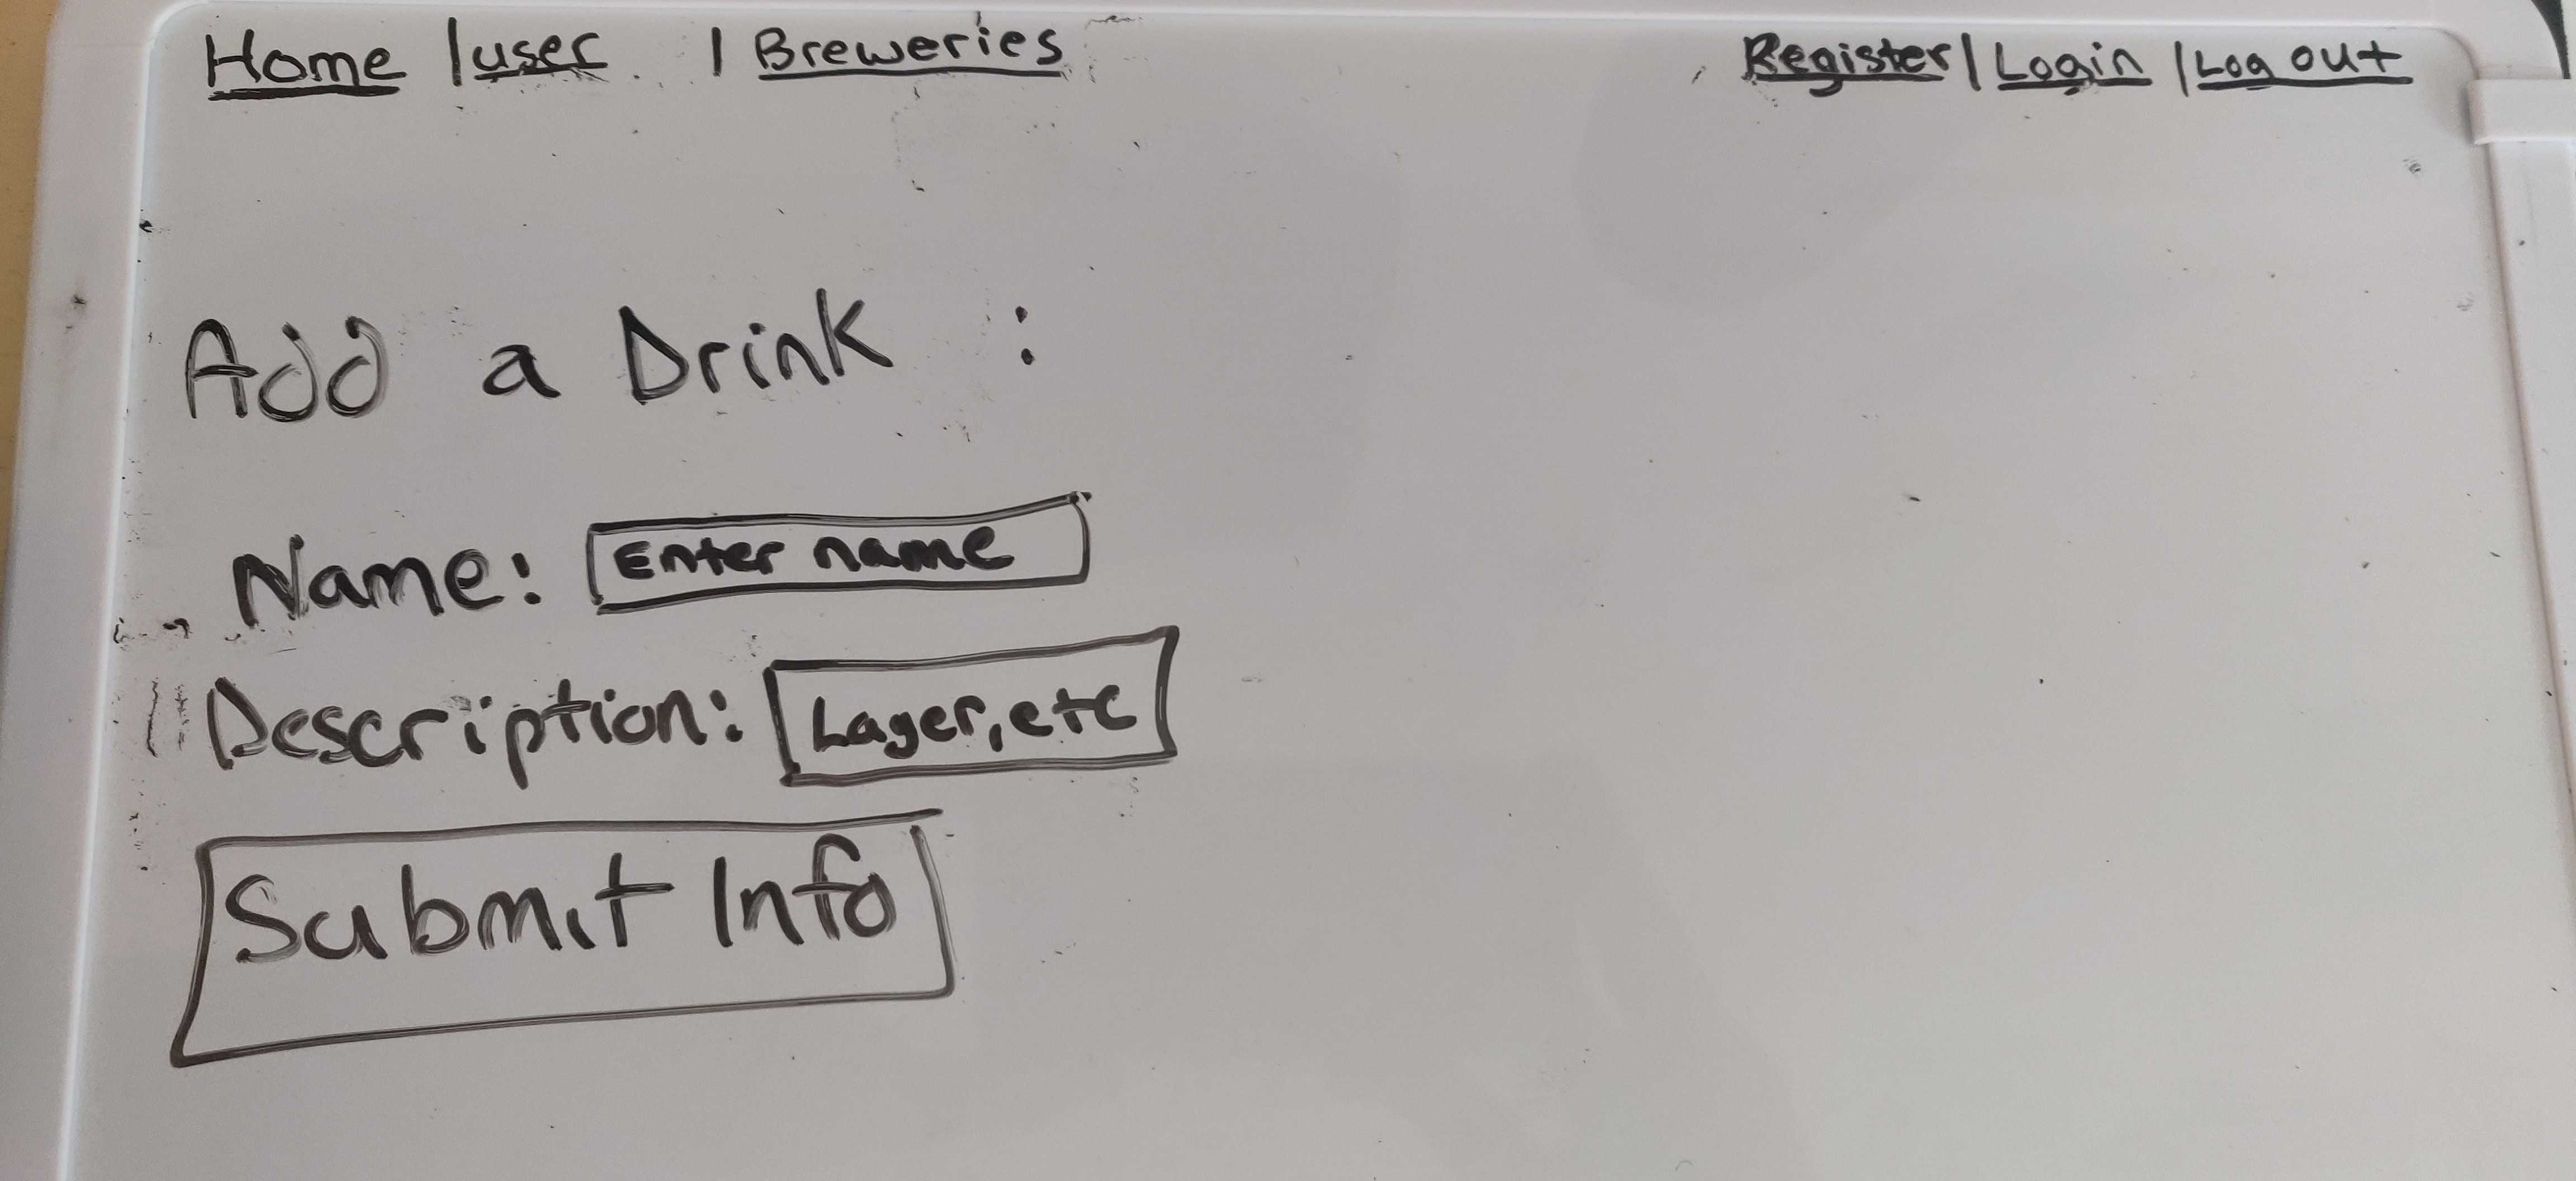 Home | user | Breweries Register | Login | Log out
Add a Drink :
Name: Enter name
Description: Lager, etc
Submit Info